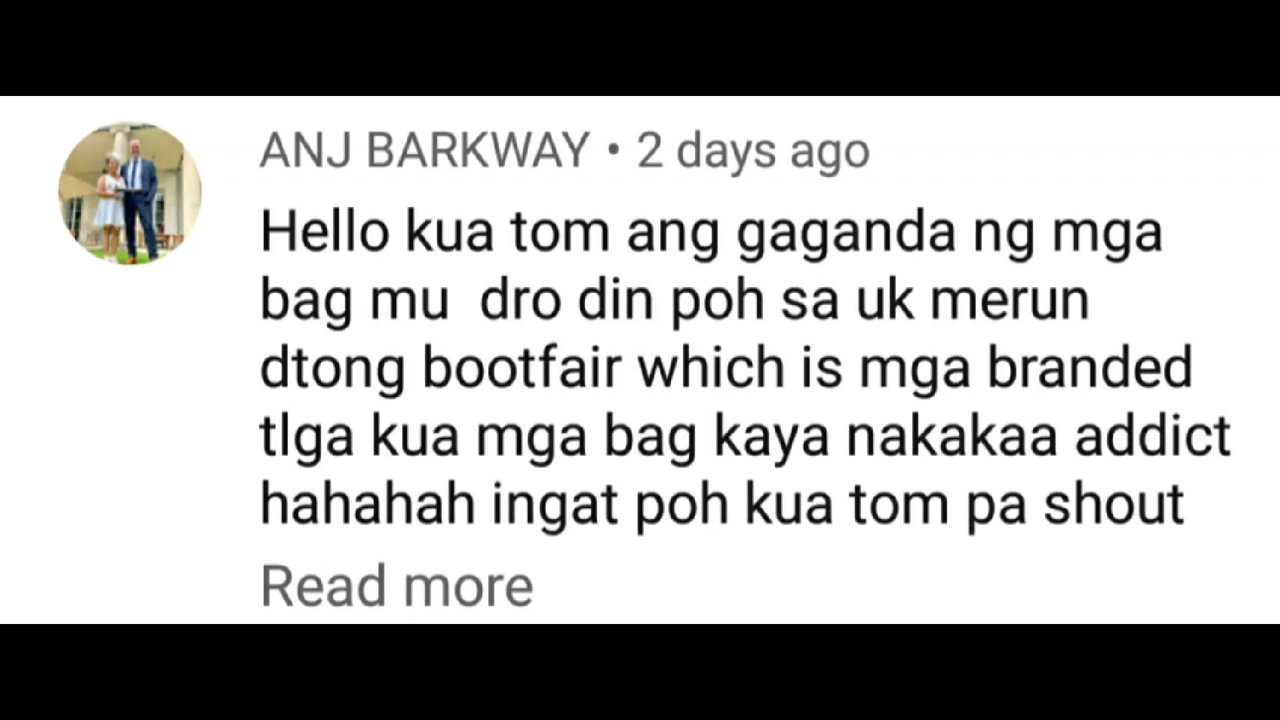 ANJ BARKWAY • 2 days ago
Hello kua tom ang gaganda ng mga
bag mu  dro din poh sa uk merun
dtong bootfair which is mga branded
tlga kua mga bag kaya nakakaa addict
hahahah ingat poh kua tom pa shout
Read more